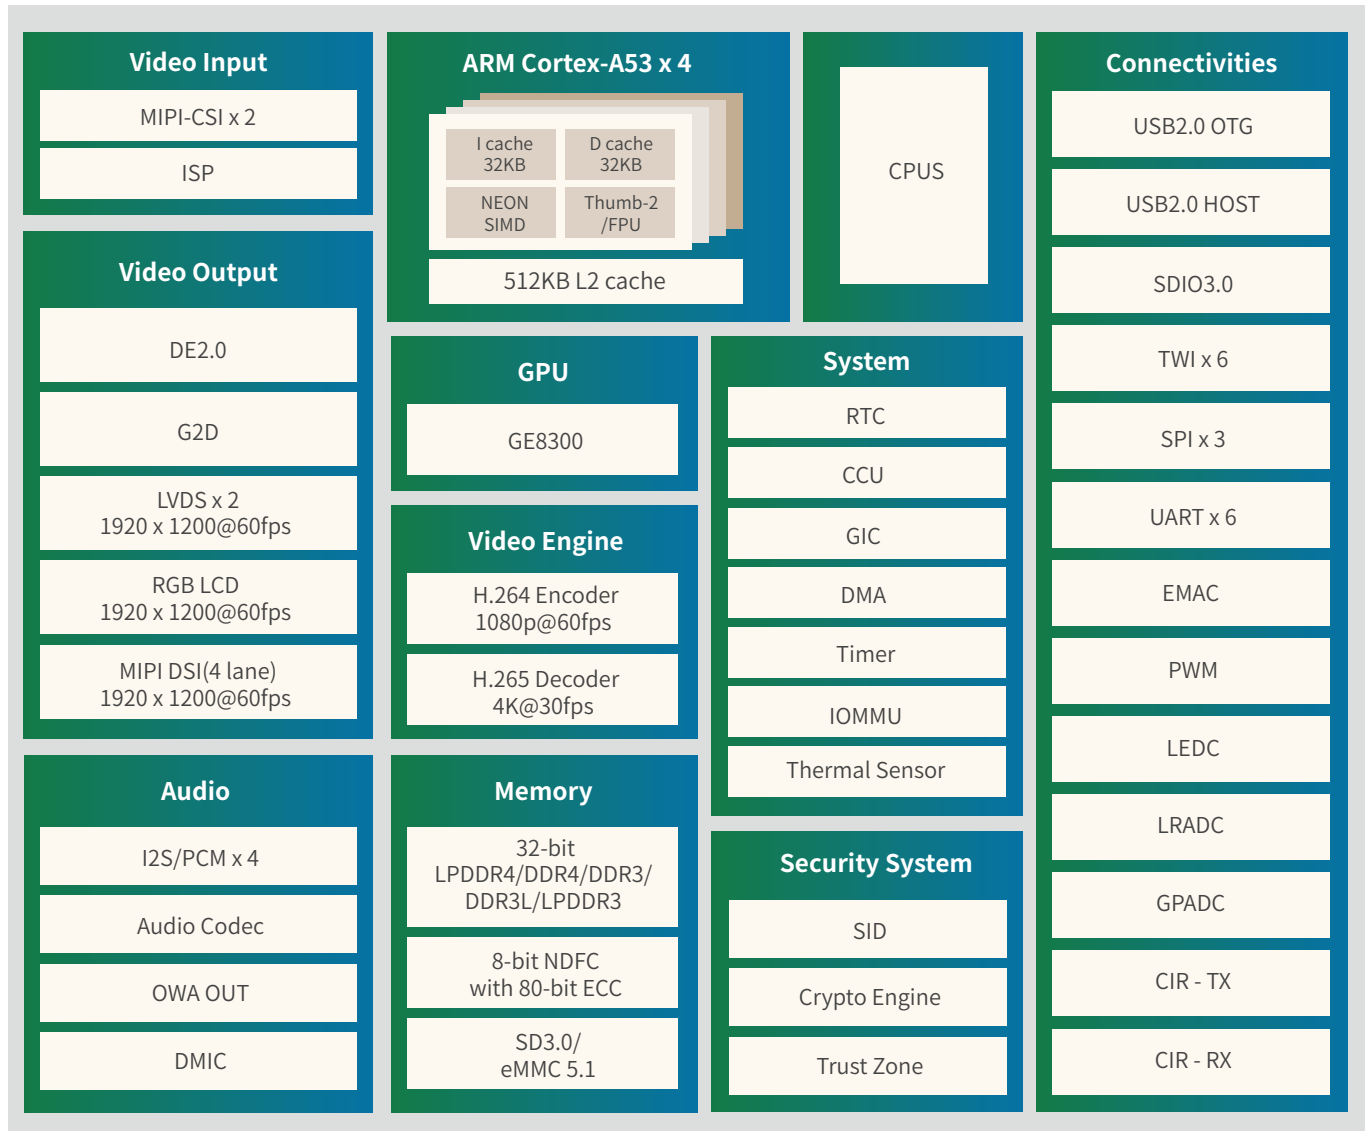 Video Input
MIPI-CSI x 2
ISP
Video Output
DE2.0
G2D
LVDS x 2
1920 x 1200@60fps
RGB LCD
1920 x 1200@60fps
MIPI DSI(4 lane)
1920 x 1200@60fps
Audio
I2S/PCM x 4
Audio Codec
OWA OUT
DMIC
ARM Cortex-A53 x 4
I cache
32KB
D cache
32KB
NEON
SIMD
Thumb-2
/FPU
512KB L2 cache
CPUS
GPU
GE8300
Video Engine
H.264 Encoder
1080p@60fps
H.265 Decoder
4K@30fps
Memory
32-bit
LPDDR4/DDR4/DDR3/
DDR3L/LPDDR3
8-bit NDFC
with 80-bit ECC
SD3.0/
eMMC 5.1
System
RTC
CCU
GIC
DMA
Timer
IOMMU
Thermal Sensor
Security System
SID
Crypto Engine
Trust Zone
Connectivities
USB2.0 OTG
USB2.0 HOST
SDIO3.0
TWI x 6
SPI x 3
UART x 6
EMAC
PWM
LEDC
LRADC
GPADC
CIR - TX
CIR - RX